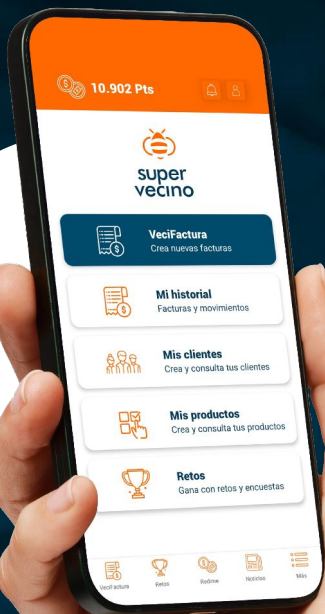 10.902 Pts
super
vecino
VeciFactura
Crea nuevas facturas
Mi historial
Facturas y movimientos
Mis clientes
Crea y consulta tus clientes
Mis productos
Crea y consulta tus productos
Retos
Gana con retos y encuestas
VeciFactura
Retos
Redime
Noticias
Más